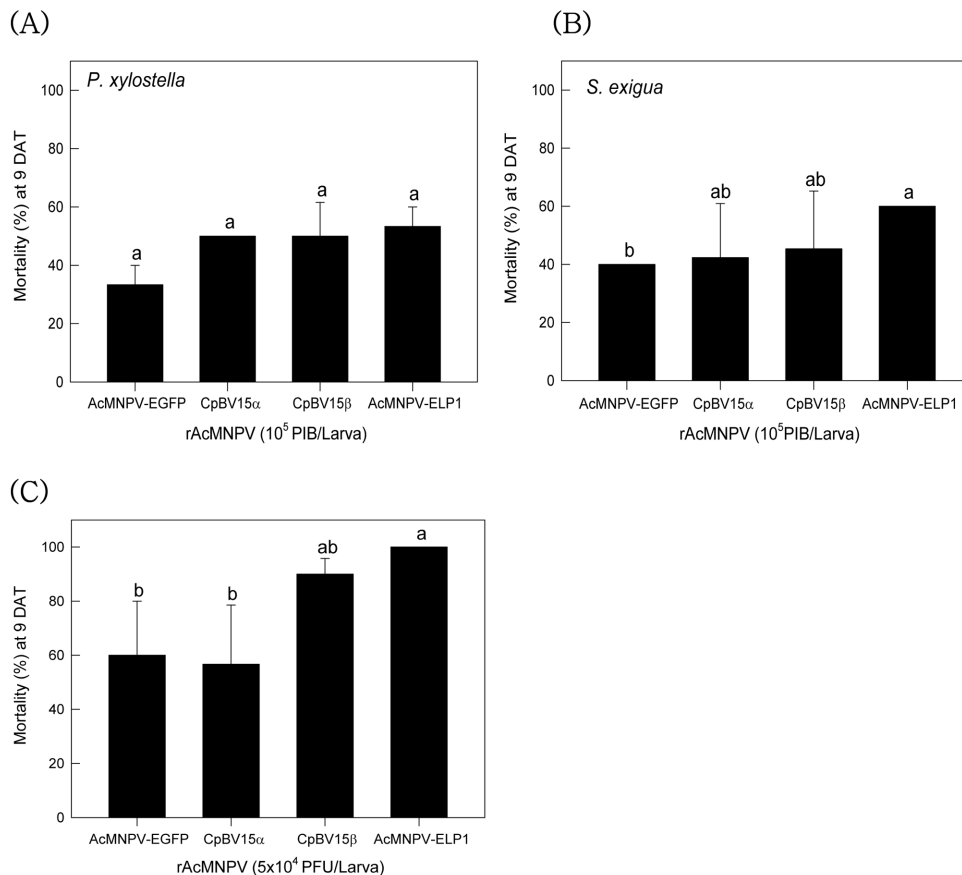 (A)
P. xylostella
a
a
a
a
100
80
60
40
20
0
Mortality (%) at 9 DAT
AcMNPV-EGFP CpBV15α CpBV15β AcMNPV-ELP1
rAcMNPV (10⁵ PIB/Larva)
(B)
S. exigua
b
ab
ab
a
100
80
60
40
20
0
Mortality (%) at 9 DAT
AcMNPV-EGFP CpBV15α CpBV15β AcMNPV-ELP1
rAcMNPV (10⁵PIB/Larva)
(C)
b
b
ab
a
100
80
60
40
20
0
Mortality (%) at 9 DAT
AcMNPV-EGFP CpBV15α CpBV15β AcMNPV-ELP1
rAcMNPV (5x10⁴ PFU/Larva)